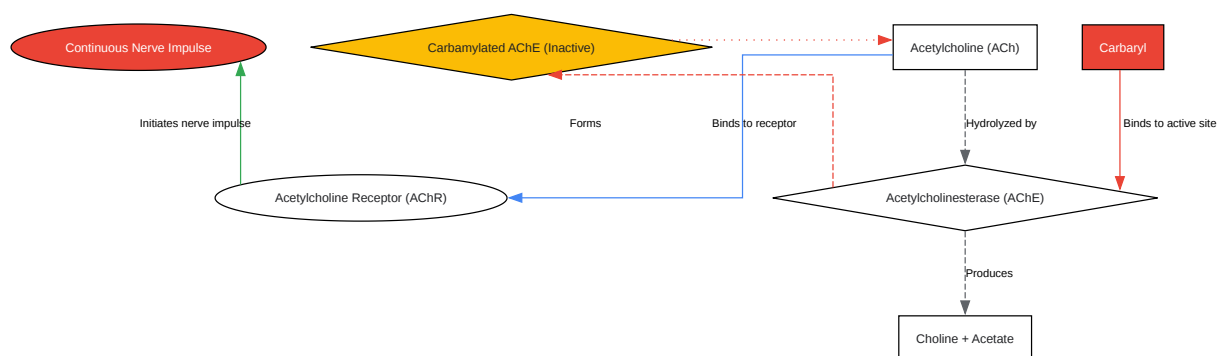 Continuous Nerve Impulse
Carbamylated AChE (Inactive)
Acetylcholine (ACh)
Carbaryl
Initiates nerve impulse
Forms
Binds to receptor
Hydrolyzed by
Binds to active site
Acetylcholine Receptor (AChR)
Acetylcholinesterase (AChE)
Produces
Choline + Acetate